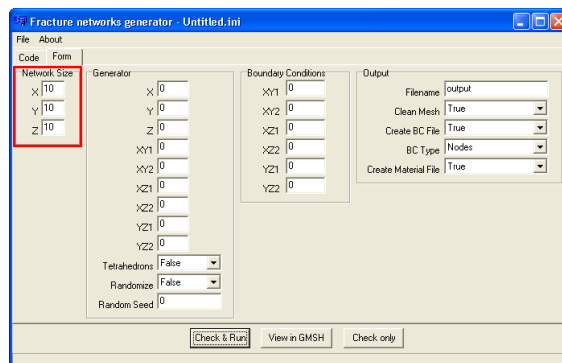 Fracture networks generator - Untitled.ini
File About
Code Form
Network Size
X 10
Y 10
Z 10
Generator
X 0
Y 0
Z 0
XY1 0
XY2 0
XZ1 0
XZ2 0
YZ1 0
YZ2 0
Tetrahedrons False
Randomize False
Random Seed 0
Boundary Conditions
XY1 0
XY2 0
XZ1 0
XZ2 0
YZ1 0
YZ2 0
Output
Filename output
Clean Mesh True
Create BC File True
BC Type Nodes
Create Material File True
Check & Run View in GMSH Check only